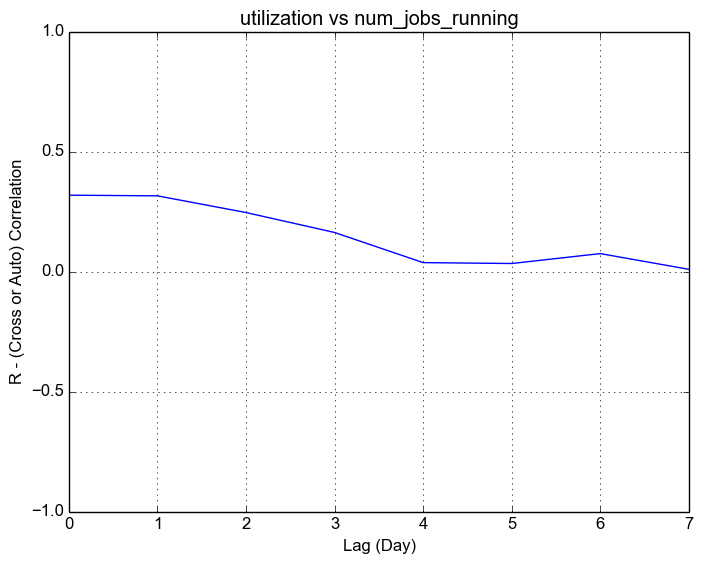 utilization vs num_jobs_running
1.0
0.5
0.0
−0.5
−1.0
R - (Cross or Auto) Correlation
0 1 2 3 4 5 6 7
Lag (Day)